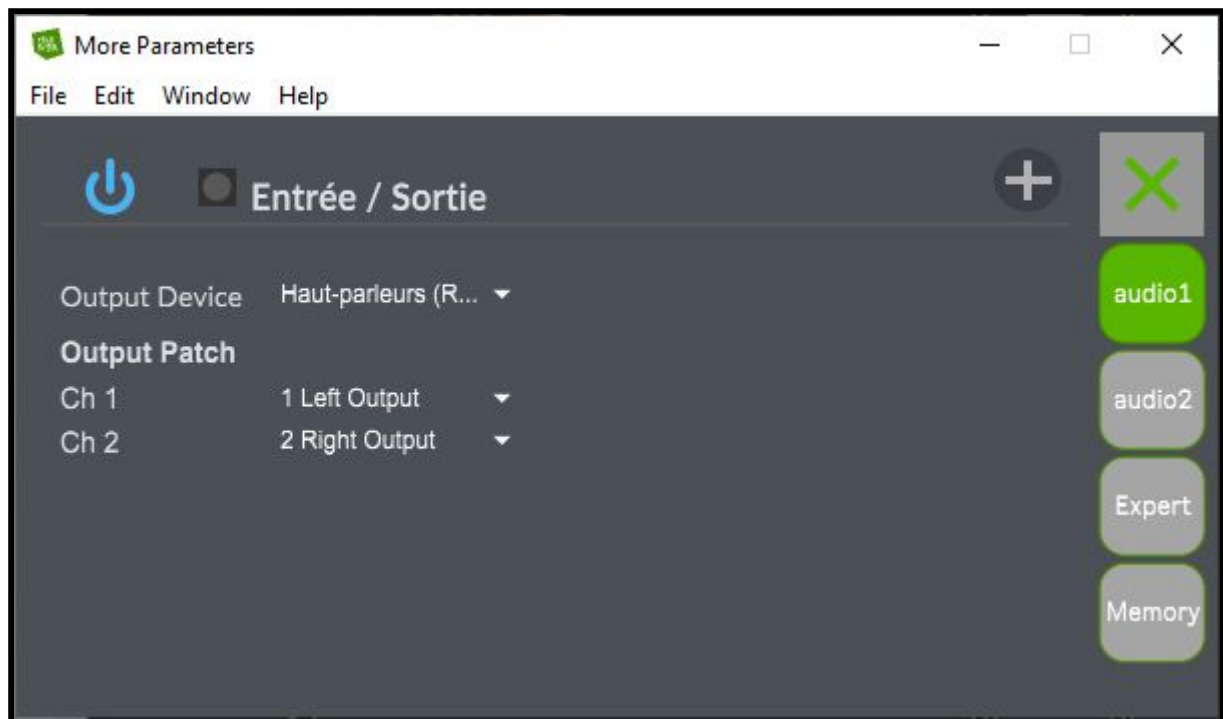 More Parameters
File Edit Window Help
Entrée / Sortie
Output Device Haut-parleurs (R...
Output Patch
Ch 1 1 Left Output
Ch 2 2 Right Output
audio1
audio2
Expert
Memory